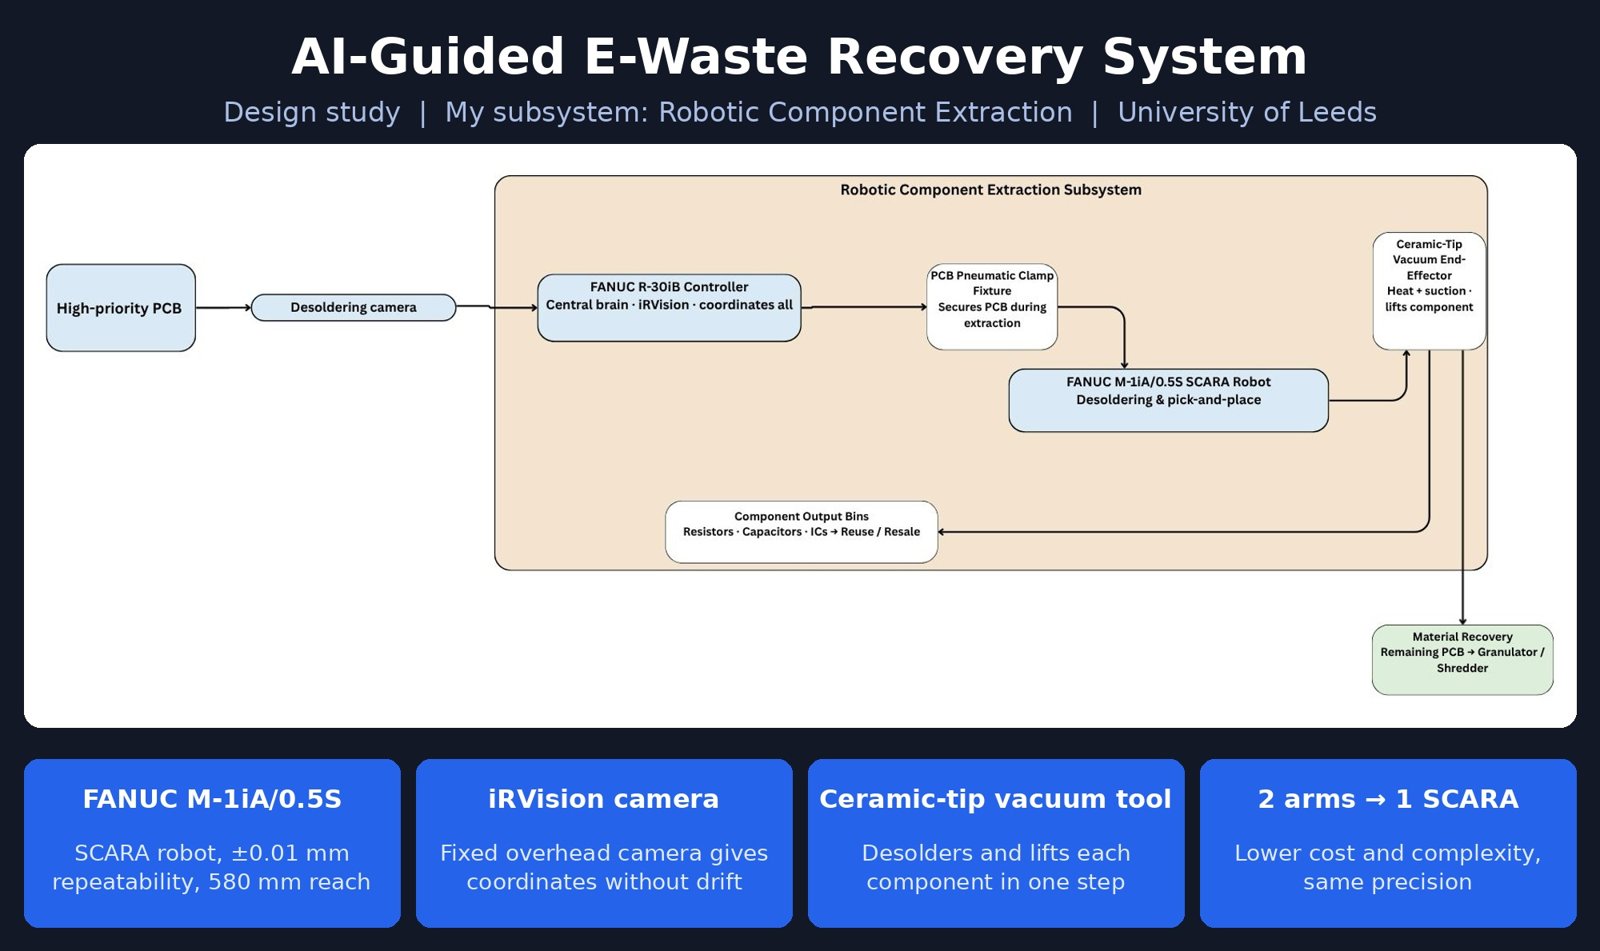 AI-Guided E-Waste Recovery System
Design study | My subsystem: Robotic Component Extraction | University of Leeds
Robotic Component Extraction Subsystem
High-priority PCB
Desoldering camera
FANUC R-30iB Controller
Central brain · iRVision · coordinates all
PCB Pneumatic Clamp
Fixture
Secures PCB during
extraction
Ceramic-Tip
Vacuum End-
Effector
Heat + suction ·
lifts component
FANUC M-1iA/0.5S SCARA Robot
Desoldering & pick-and-place
Component Output Bins
Resistors · Capacitors · ICs → Reuse / Resale
Material Recovery
Remaining PCB → Granulator /
Shredder
FANUC M-1iA/0.5S
SCARA robot, ±0.01 mm
repeatability, 580 mm reach
iRVision camera
Fixed overhead camera gives
coordinates without drift
Ceramic-tip vacuum tool
Desolders and lifts each
component in one step
2 arms → 1 SCARA
Lower cost and complexity,
same precision